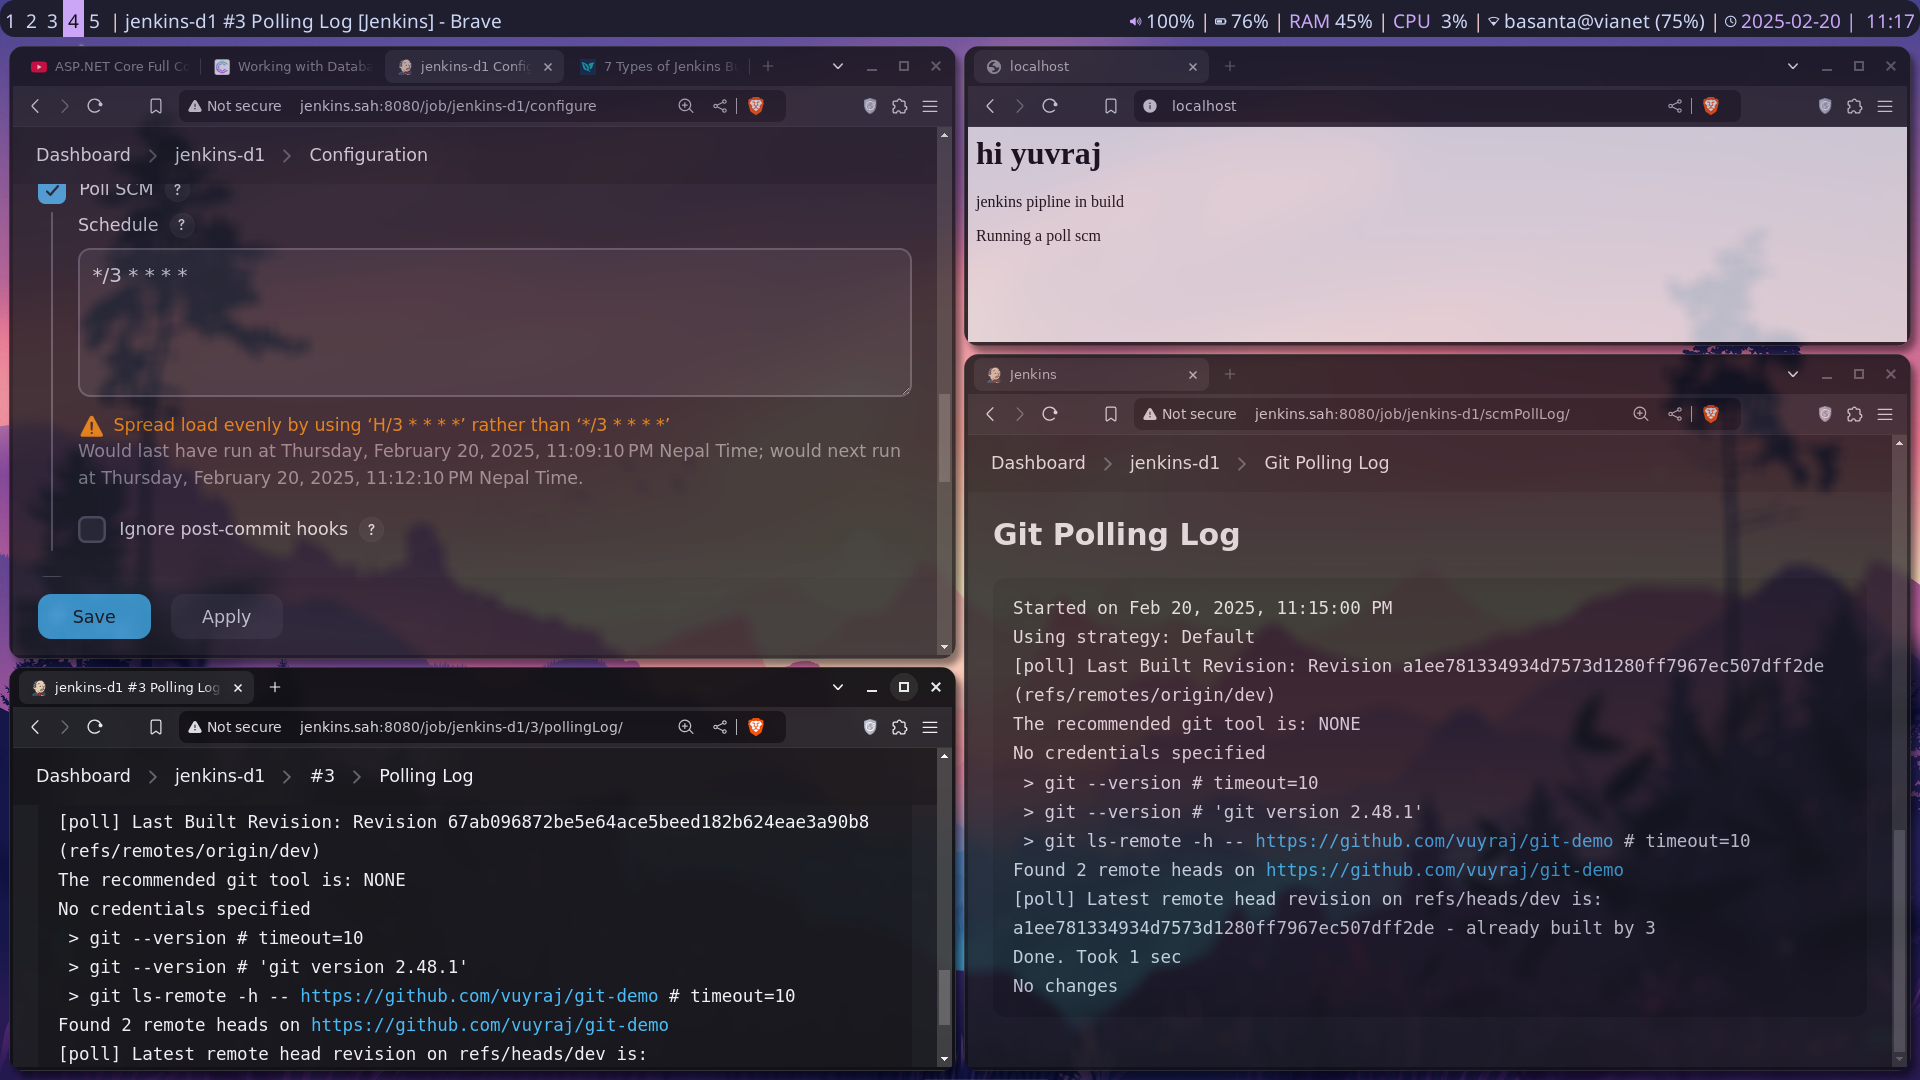 1 2 3 4 5 | jenkins-d1 #3 Polling Log [Jenkins] - Brave
100% | 76% | RAM 45% | CPU 3% | basanta@vianet (75%) | 2025-02-20 | 11:17
ASP.NET Core Full Co
Working with Databa
jenkins-d1 Confi
7 Types of Jenkins Bu
Not secure jenkins.sah:8080/job/jenkins-d1/configure
Dashboard > jenkins-d1 > Configuration
Poll SCM ?
Schedule ?
*/3 * * * *
Spread load evenly by using ‘H/3 * * * *’ rather than ‘*/3 * * * *’
Would last have run at Thursday, February 20, 2025, 11:09:10 PM Nepal Time; would next run
at Thursday, February 20, 2025, 11:12:10 PM Nepal Time.
Ignore post-commit hooks ?
Save Apply
localhost
localhost
hi yuvraj
jenkins pipline in build
Running a poll scm
jenkins-d1 #3 Polling Log
Not secure jenkins.sah:8080/job/jenkins-d1/3/pollingLog/
Dashboard > jenkins-d1 > #3 > Polling Log
[poll] Last Built Revision: Revision 67ab096872be5e64ace5beed182b624eae3a90b8
(refs/remotes/origin/dev)
The recommended git tool is: NONE
No credentials specified
> git --version # timeout=10
> git --version # 'git version 2.48.1'
> git ls-remote -h -- https://github.com/vuyraj/git-demo # timeout=10
Found 2 remote heads on https://github.com/vuyraj/git-demo
[poll] Latest remote head revision on refs/heads/dev is:
Jenkins
Not secure jenkins.sah:8080/job/jenkins-d1/scmPollLog/
Dashboard > jenkins-d1 > Git Polling Log
Git Polling Log
Started on Feb 20, 2025, 11:15:00 PM
Using strategy: Default
[poll] Last Built Revision: Revision a1ee781334934d7573d1280ff7967ec507dff2de
(refs/remotes/origin/dev)
The recommended git tool is: NONE
No credentials specified
> git --version # timeout=10
> git --version # 'git version 2.48.1'
> git ls-remote -h -- https://github.com/vuyraj/git-demo # timeout=10
Found 2 remote heads on https://github.com/vuyraj/git-demo
[poll] Latest remote head revision on refs/heads/dev is:
a1ee781334934d7573d1280ff7967ec507dff2de - already built by 3
Done. Took 1 sec
No changes